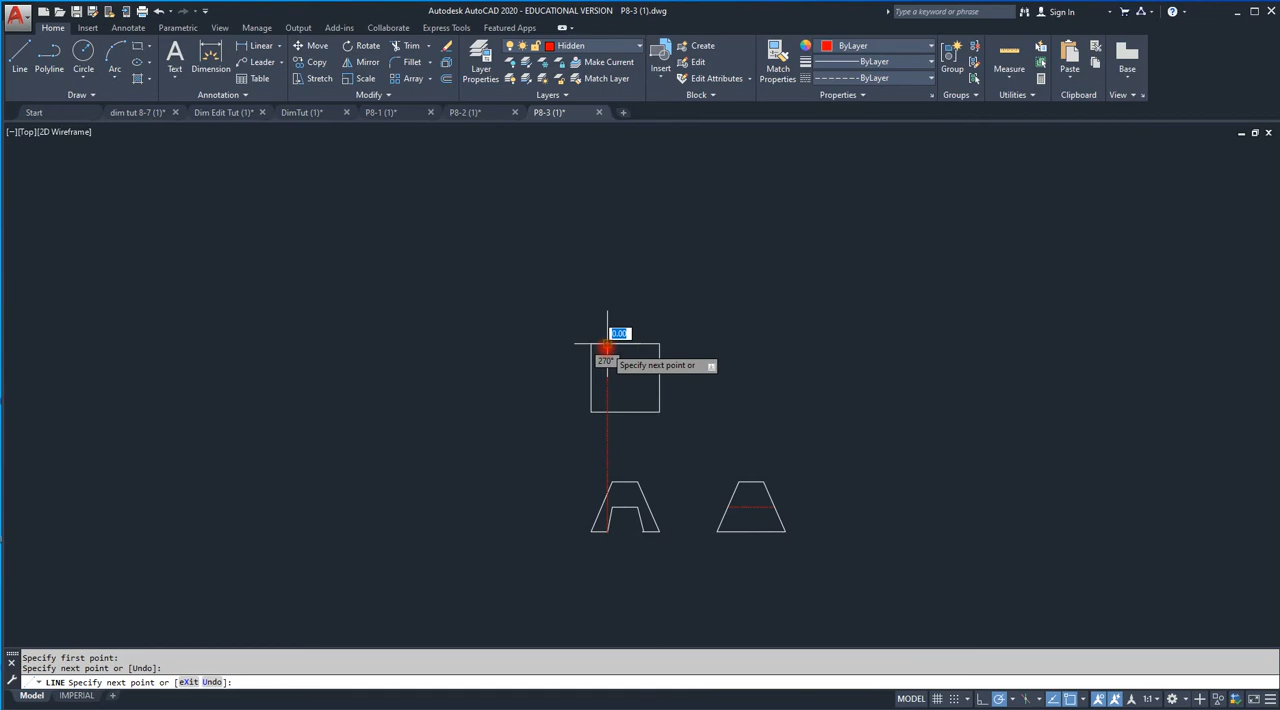 Autodesk AutoCAD 2020 - EDUCATIONAL VERSION P8-3 (1).dwg
Type a keyword or phrase
Sign In
Home Insert Annotate Parametric View Manage Output Add-ins Collaborate Express Tools Featured Apps
Line Polyline Circle Arc
Draw
Text Dimension
Linear
Leader
Table
Annotation
Move Rotate Trim
Copy Mirror Fillet
Stretch Scale Array
Modify
Layer Properties
Hidden
Make Current
Match Layer
Layers
Insert
Create
Edit
Edit Attributes
Block
Match Properties
ByLayer
ByLayer
ByLayer
Properties
Group
Groups
Measure
Utilities
Paste
Clipboard
Base
View
Start dim tut 8-7 (1)* Dim Edit Tut (1)* DimTut (1)* P8-1 (1)* P8-2 (1)* P8-3 (1)*
[−][Top][2D Wireframe]
0.00
270°
Specify next point or
Specify first point:
Specify next point or [Undo]:
LINE Specify next point or [eXit Undo]:
Model IMPERIAL
MODEL
1:1